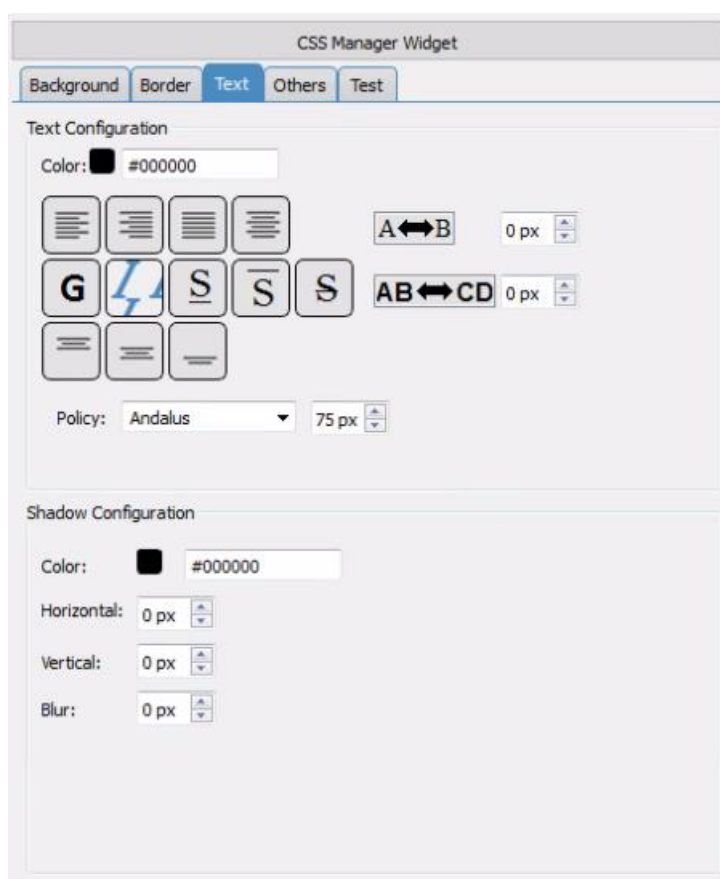 CSS Manager Widget
Background Border Text Others Test
Text Configuration
Color: #000000
A B 0 px
G S S S AB CD 0 px
Policy: Andalus 75 px
Shadow Configuration
Color: #000000
Horizontal: 0 px
Vertical: 0 px
Blur: 0 px